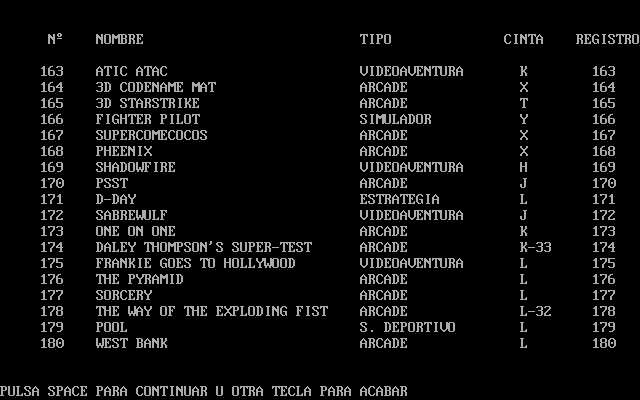 Nº NOMBRE TIPO CINTA REGISTRO
163 ATIC ATAC VIDEOAVENTURA K 163
164 3D CODENAME MAT ARCADE X 164
165 3D STARSTRIKE ARCADE T 165
166 FIGHTER PILOT SIMULADOR Y 166
167 SUPERCOMECOCOS ARCADE X 167
168 PHEENIX ARCADE X 168
169 SHADOWFIRE VIDEOAVENTURA H 169
170 PSST ARCADE J 170
171 D-DAY ESTRATEGIA L 171
172 SABREWULF VIDEOAVENTURA J 172
173 ONE ON ONE ARCADE K 173
174 DALEY THOMPSON'S SUPER-TEST ARCADE K-33 174
175 FRANKIE GOES TO HOLLYWOOD VIDEOAVENTURA L 175
176 THE PYRAMID ARCADE L 176
177 SORCERY ARCADE L 177
178 THE WAY OF THE EXPLODING FIST ARCADE L-32 178
179 POOL S. DEPORTIVO L 179
180 WEST BANK ARCADE L 180
PULSA SPACE PARA CONTINUAR U OTRA TECLA PARA ACABAR